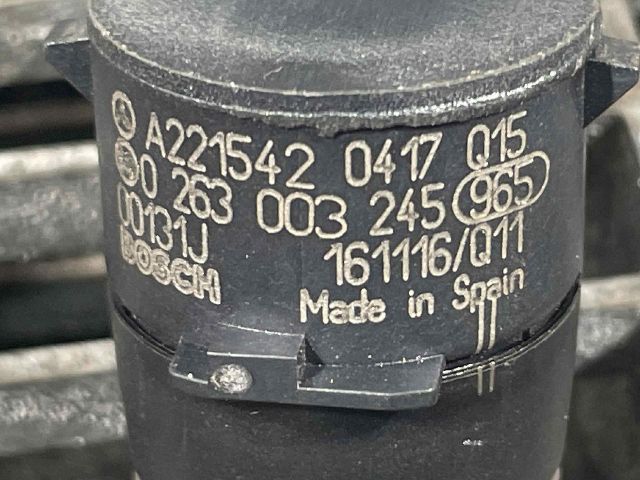 A221542 0417 Q15
0 263 003 245 965
00131J 161116/Q11
BOSCH Made in Spain